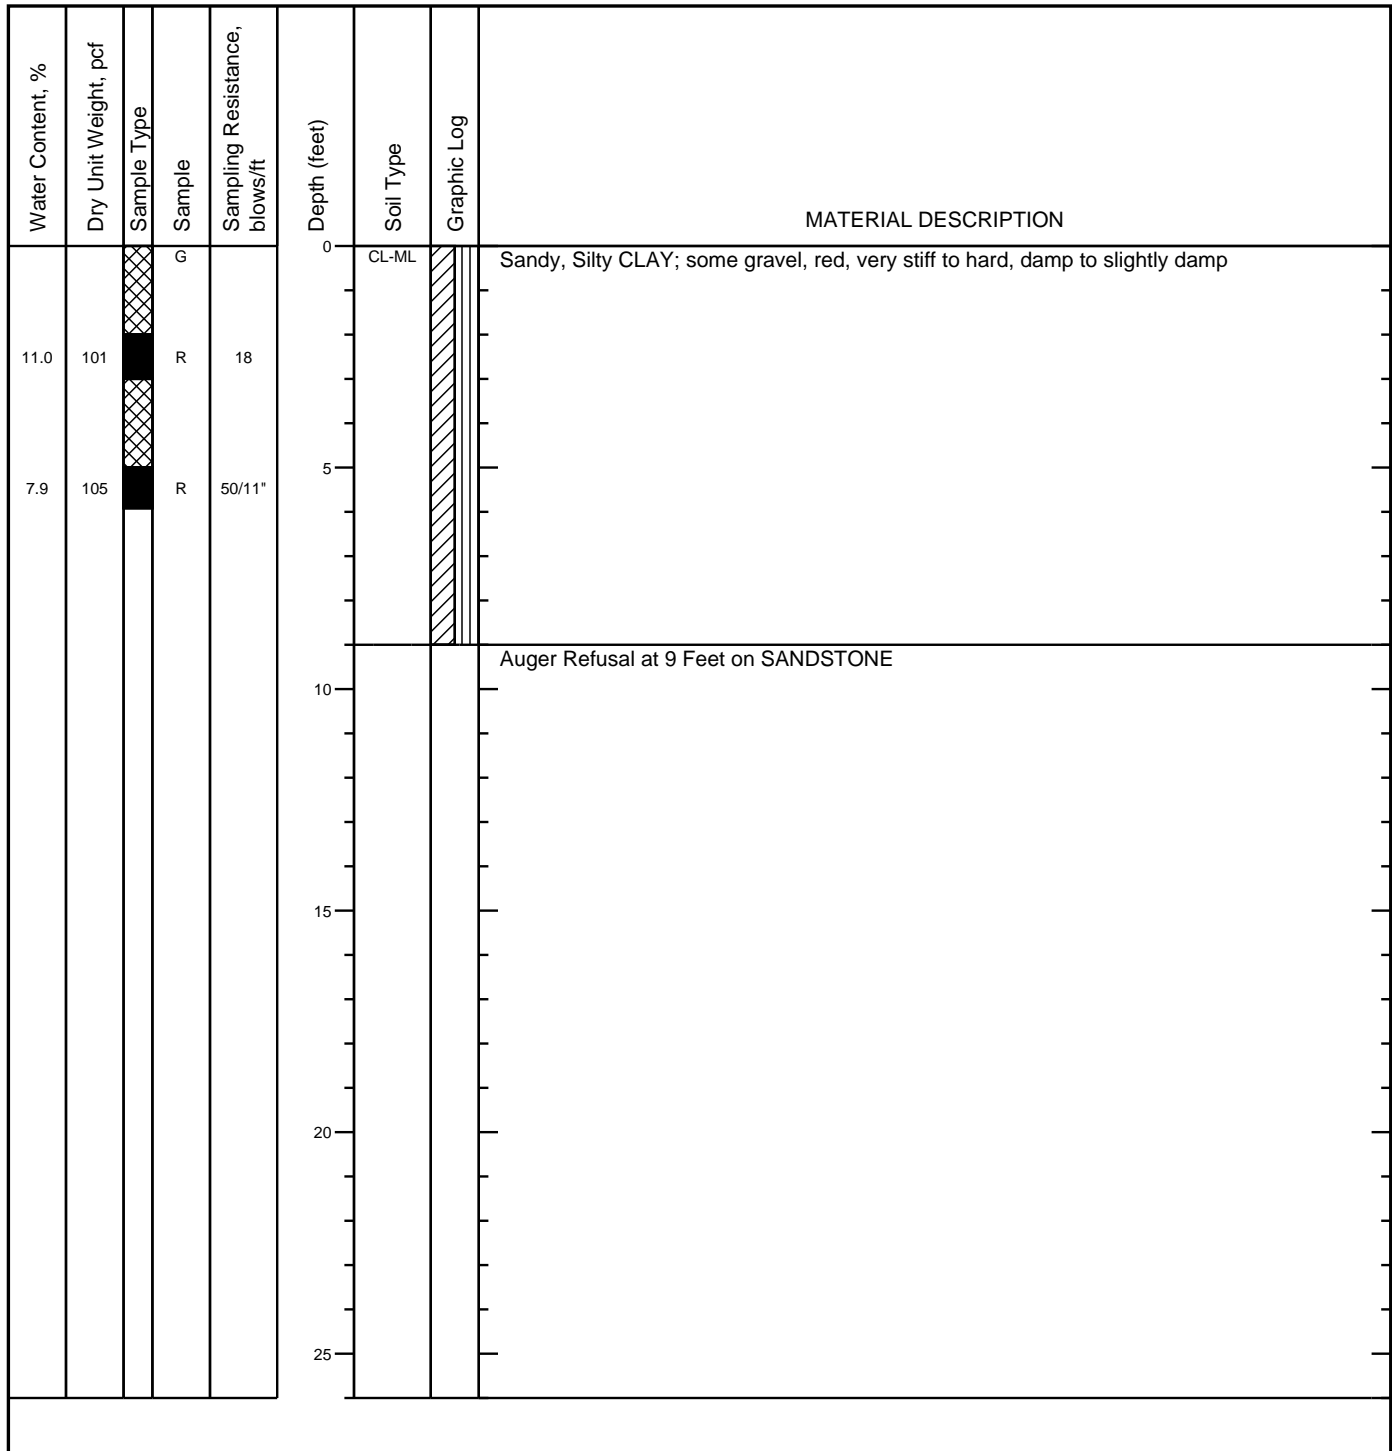 Water Content, %
Dry Unit Weight, pcf
Sample Type
Sample
Sampling Resistance,
blows/ft
Depth (feet)
Soil Type
Graphic Log
MATERIAL DESCRIPTION
0
G
CL-ML
Sandy, Silty CLAY; some gravel, red, very stiff to hard, damp to slightly damp
11.0
101
R
18
5
7.9
105
R
50/11"
Auger Refusal at 9 Feet on SANDSTONE
10
15
20
25